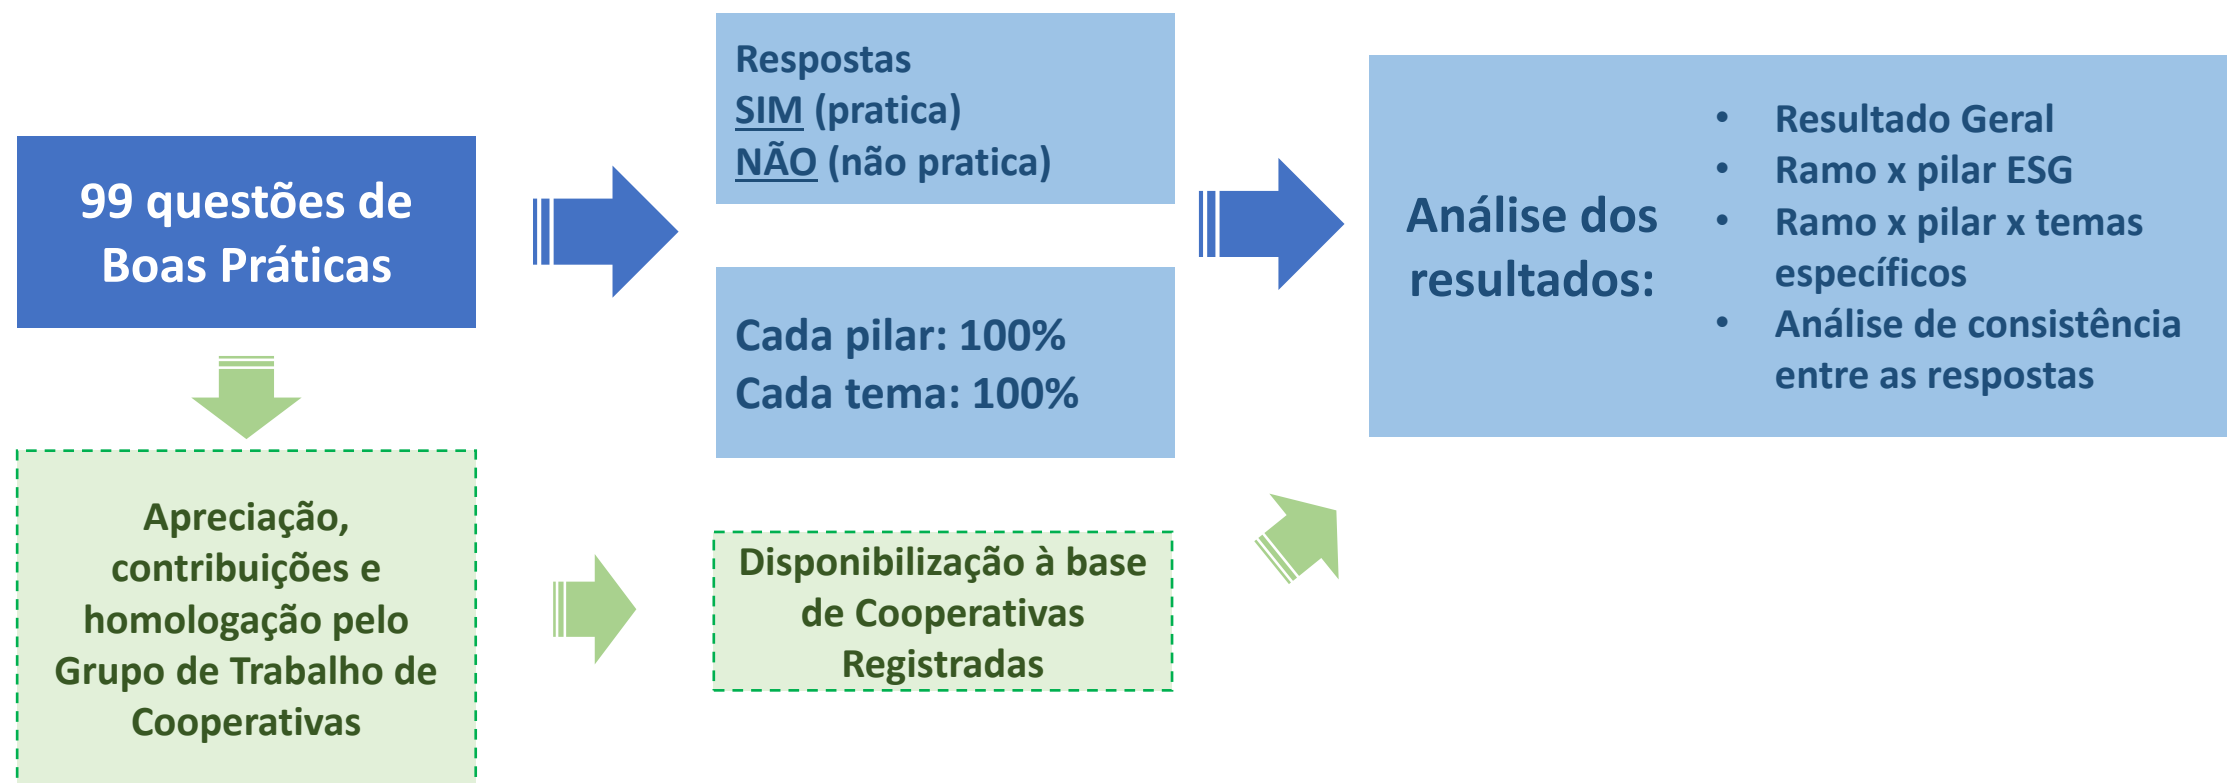 99 questões de
Boas Práticas
Respostas
SIM (pratica)
NÃO (não pratica)
Cada pilar: 100%
Cada tema: 100%
Análise dos
resultados:
• Resultado Geral
• Ramo x pilar ESG
• Ramo x pilar x temas
específicos
• Análise de consistência
entre as respostas
Apreciação,
contribuições e
homologação pelo
Grupo de Trabalho de
Cooperativas
Disponibilização à base
de Cooperativas
Registradas